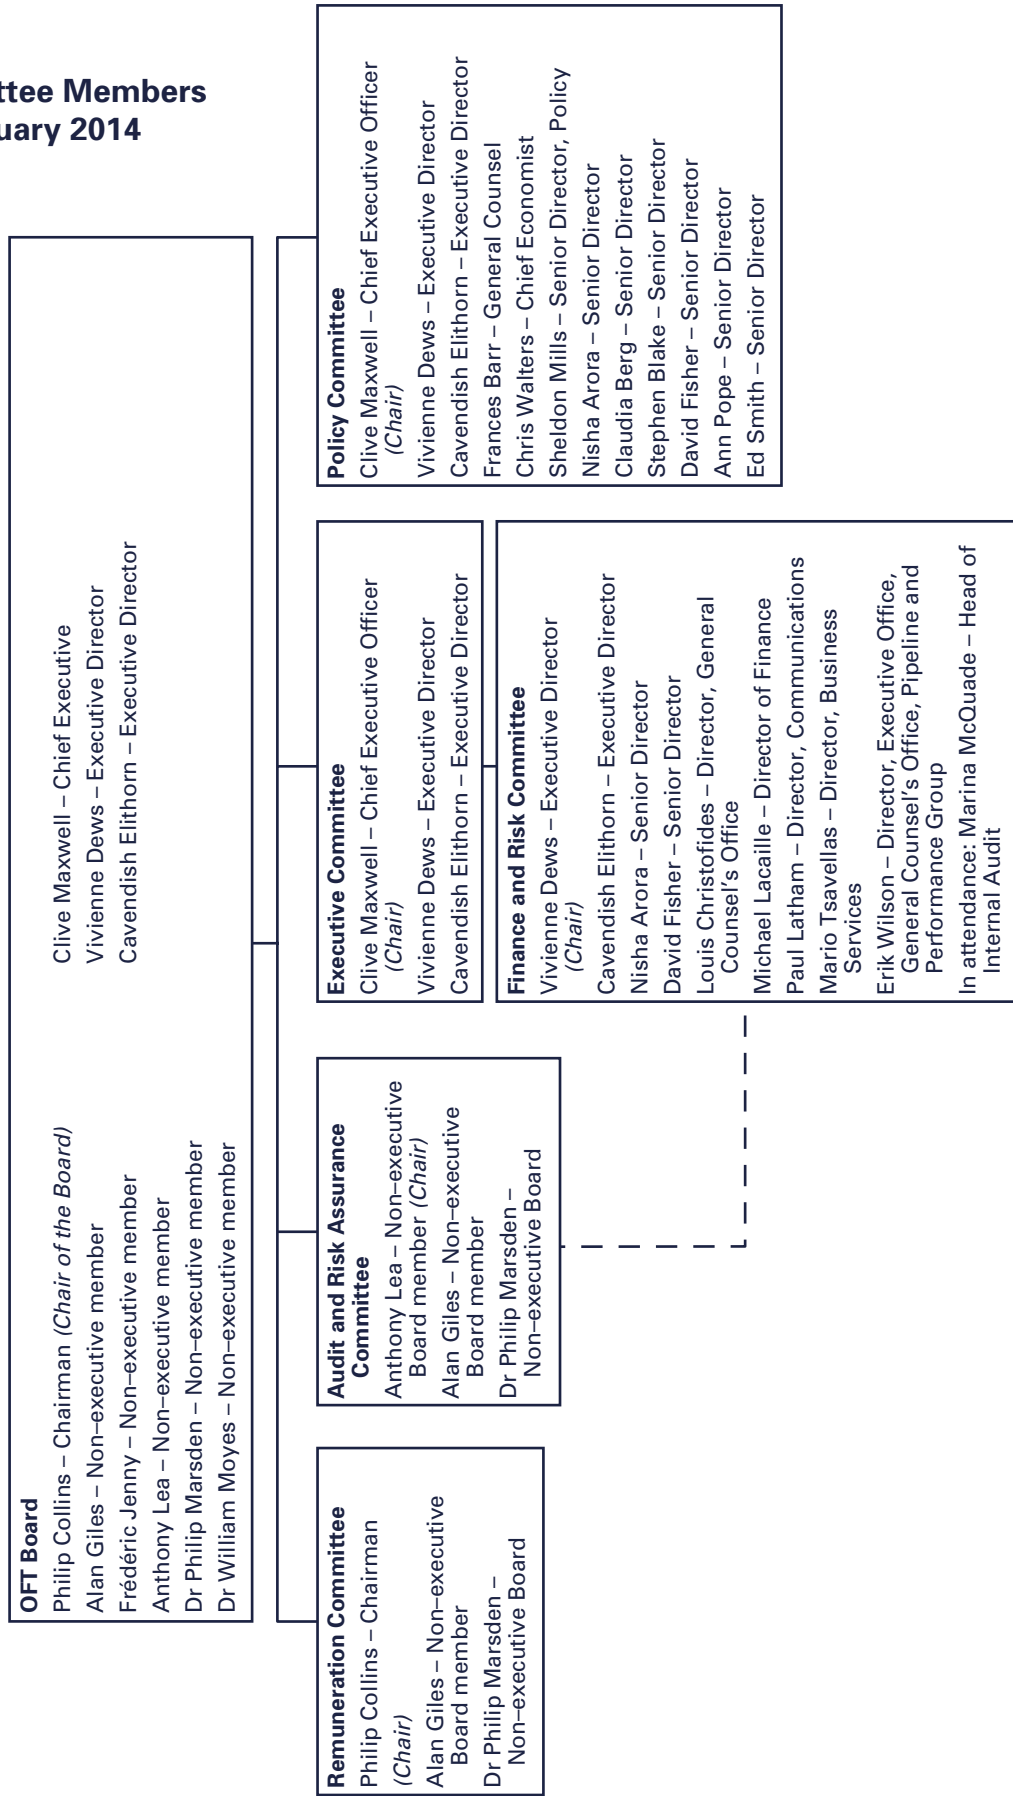 ttee Members
uary 2014
OFT Board
Philip Collins – Chairman (Chair of the Board)
Alan Giles – Non–executive member
Frédéric Jenny – Non–executive member
Anthony Lea – Non–executive member
Dr Philip Marsden – Non–executive member
Dr William Moyes – Non–executive member
Clive Maxwell – Chief Executive
Vivienne Dews – Executive Director
Cavendish Elithorn – Executive Director
Remuneration Committee
Philip Collins – Chairman
(Chair)
Alan Giles – Non–executive
Board member
Dr Philip Marsden –
Non–executive Board
Audit and Risk Assurance
Committee
Anthony Lea – Non–executive
Board member (Chair)
Alan Giles – Non–executive
Board member
Dr Philip Marsden –
Non–executive Board
Executive Committee
Clive Maxwell – Chief Executive Officer
(Chair)
Vivienne Dews – Executive Director
Cavendish Elithorn – Executive Director
Finance and Risk Committee
Vivienne Dews – Executive Director
(Chair)
Cavendish Elithorn – Executive Director
Nisha Arora – Senior Director
David Fisher – Senior Director
Louis Christofides – Director, General
Counsel's Office
Michael Lacaille – Director of Finance
Paul Latham – Director, Communications
Mario Tsavellas – Director, Business
Services
Erik Wilson – Director, Executive Office,
General Counsel's Office, Pipeline and
Performance Group
In attendance: Marina McQuade – Head of
Internal Audit
Policy Committee
Clive Maxwell – Chief Executive Officer
(Chair)
Vivienne Dews – Executive Director
Cavendish Elithorn – Executive Director
Frances Barr – General Counsel
Chris Walters – Chief Economist
Sheldon Mills – Senior Director, Policy
Nisha Arora – Senior Director
Claudia Berg – Senior Director
Stephen Blake – Senior Director
David Fisher – Senior Director
Ann Pope – Senior Director
Ed Smith – Senior Director